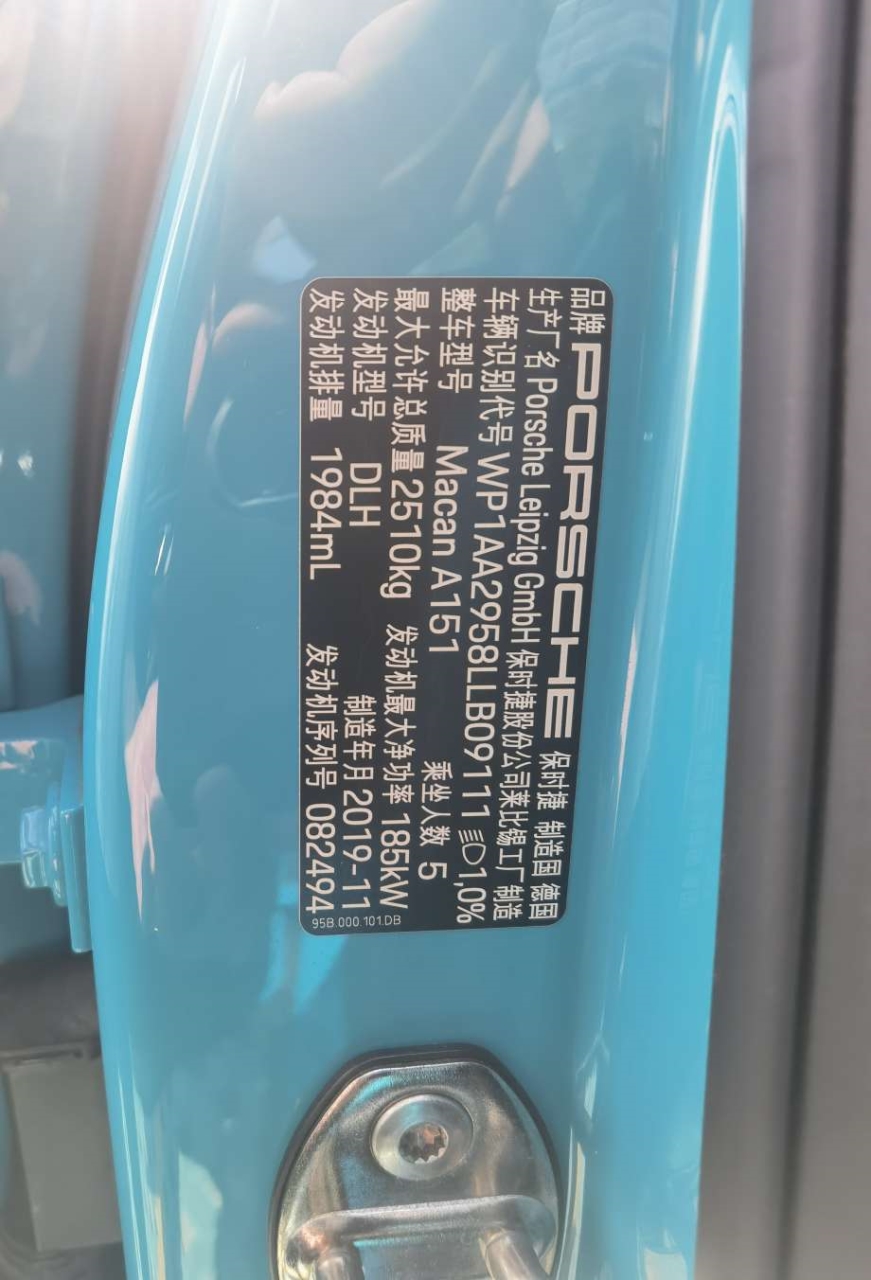 品牌 PORSCHE 保时捷 制造国 德国
生产厂名 Porsche Leipzig GmbH 保时捷股份公司莱比锡工厂 制造
车辆识别代号 WP1AA2958LLB09111 1,0%
整车型号 Macan A151 乘坐人数 5
最大允许总质量 2510kg 发动机最大净功率 185kW
发动机型号 DLH 制造年月 2019-11
发动机排量 1984mL 发动机序列号 082494
95B.000.101.DB